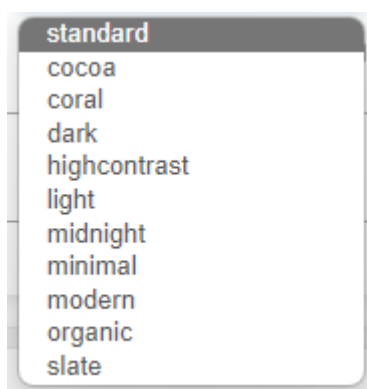 standard
cocoa
coral
dark
highcontrast
light
midnight
minimal
modern
organic
slate